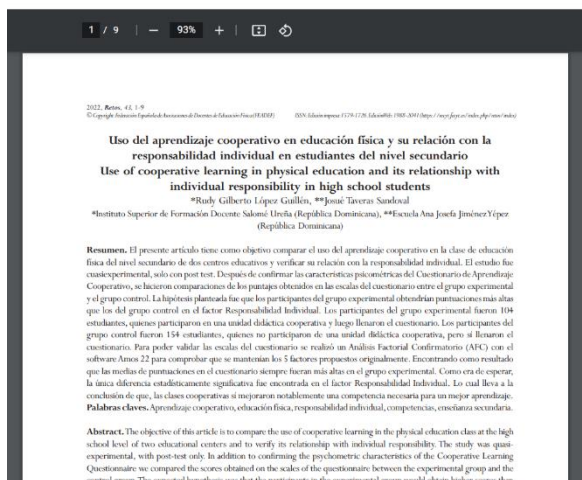 1 / 9 | — 93% + |
2022, Retos, 43, 1-9
© Copyright: Federación Española de Asociaciones de Docentes de Educación Física (FEADEF) ISSN: Edición impresa: 1579-1726. Edición Web: 1988-2041 (https://recyt.fecyt.es/index.php/retos/index)
Uso del aprendizaje cooperativo en educación física y su relación con la
responsabilidad individual en estudiantes del nivel secundario
Use of cooperative learning in physical education and its relationship with
individual responsibility in high school students
*Rudy Gilberto López Guillén, **Josué Taveras Sandoval
*Instituto Superior de Formación Docente Salomé Ureña (República Dominicana), **Escuela Ana Josefa Jiménez Yépez
(República Dominicana)
Resumen. El presente artículo tiene como objetivo comparar el uso del aprendizaje cooperativo en la clase de educación
física del nivel secundario de dos centros educativos y verificar su relación con la responsabilidad individual. El estudio fue
cuasiexperimental, solo con post test. Después de confirmar las características psicométricas del Cuestionario de Aprendizaje
Cooperativo, se hicieron comparaciones de los puntajes obtenidos en las escalas del cuestionario entre el grupo experimental
y el grupo control. La hipótesis planteada fue que los participantes del grupo experimental obtendrían puntuaciones más altas
que los del grupo control en el factor Responsabilidad Individual. Los participantes del grupo experimental fueron 104
estudiantes, quienes participaron en una unidad didáctica cooperativa y luego llenaron el cuestionario. Los participantes del
grupo control fueron 154 estudiantes, quienes no participaron de una unidad didáctica cooperativa, pero sí llenaron el
cuestionario. Para poder validar las escalas del cuestionario se realizó un Análisis Factorial Confirmatorio (AFC) con el
software Amos 22 para comprobar que se mantenían los 5 factores propuestos originalmente. Encontrando como resultado
que las medias de puntuaciones en el cuestionario siempre fueran más altas en el grupo experimental. Como era de esperar,
la única diferencia estadísticamente significativa fue encontrada en el factor Responsabilidad Individual. Lo cual lleva a la
conclusión de que, las clases cooperativas si mejoraron notablemente una competencia necesaria para un mejor aprendizaje.
Palabras claves. Aprendizaje cooperativo, educación física, responsabilidad individual, competencias, enseñanza secundaria.
Abstract. The objective of this article is to compare the use of cooperative learning in the physical education class at the high
school level of two educational centers and to verify its relationship with individual responsibility. The study was quasi-
experimental, with post-test only. In addition to confirming the psychometric characteristics of the Cooperative Learning
Questionnaire we compared the scores obtained on the scales of the questionnaire between the experimental group and the